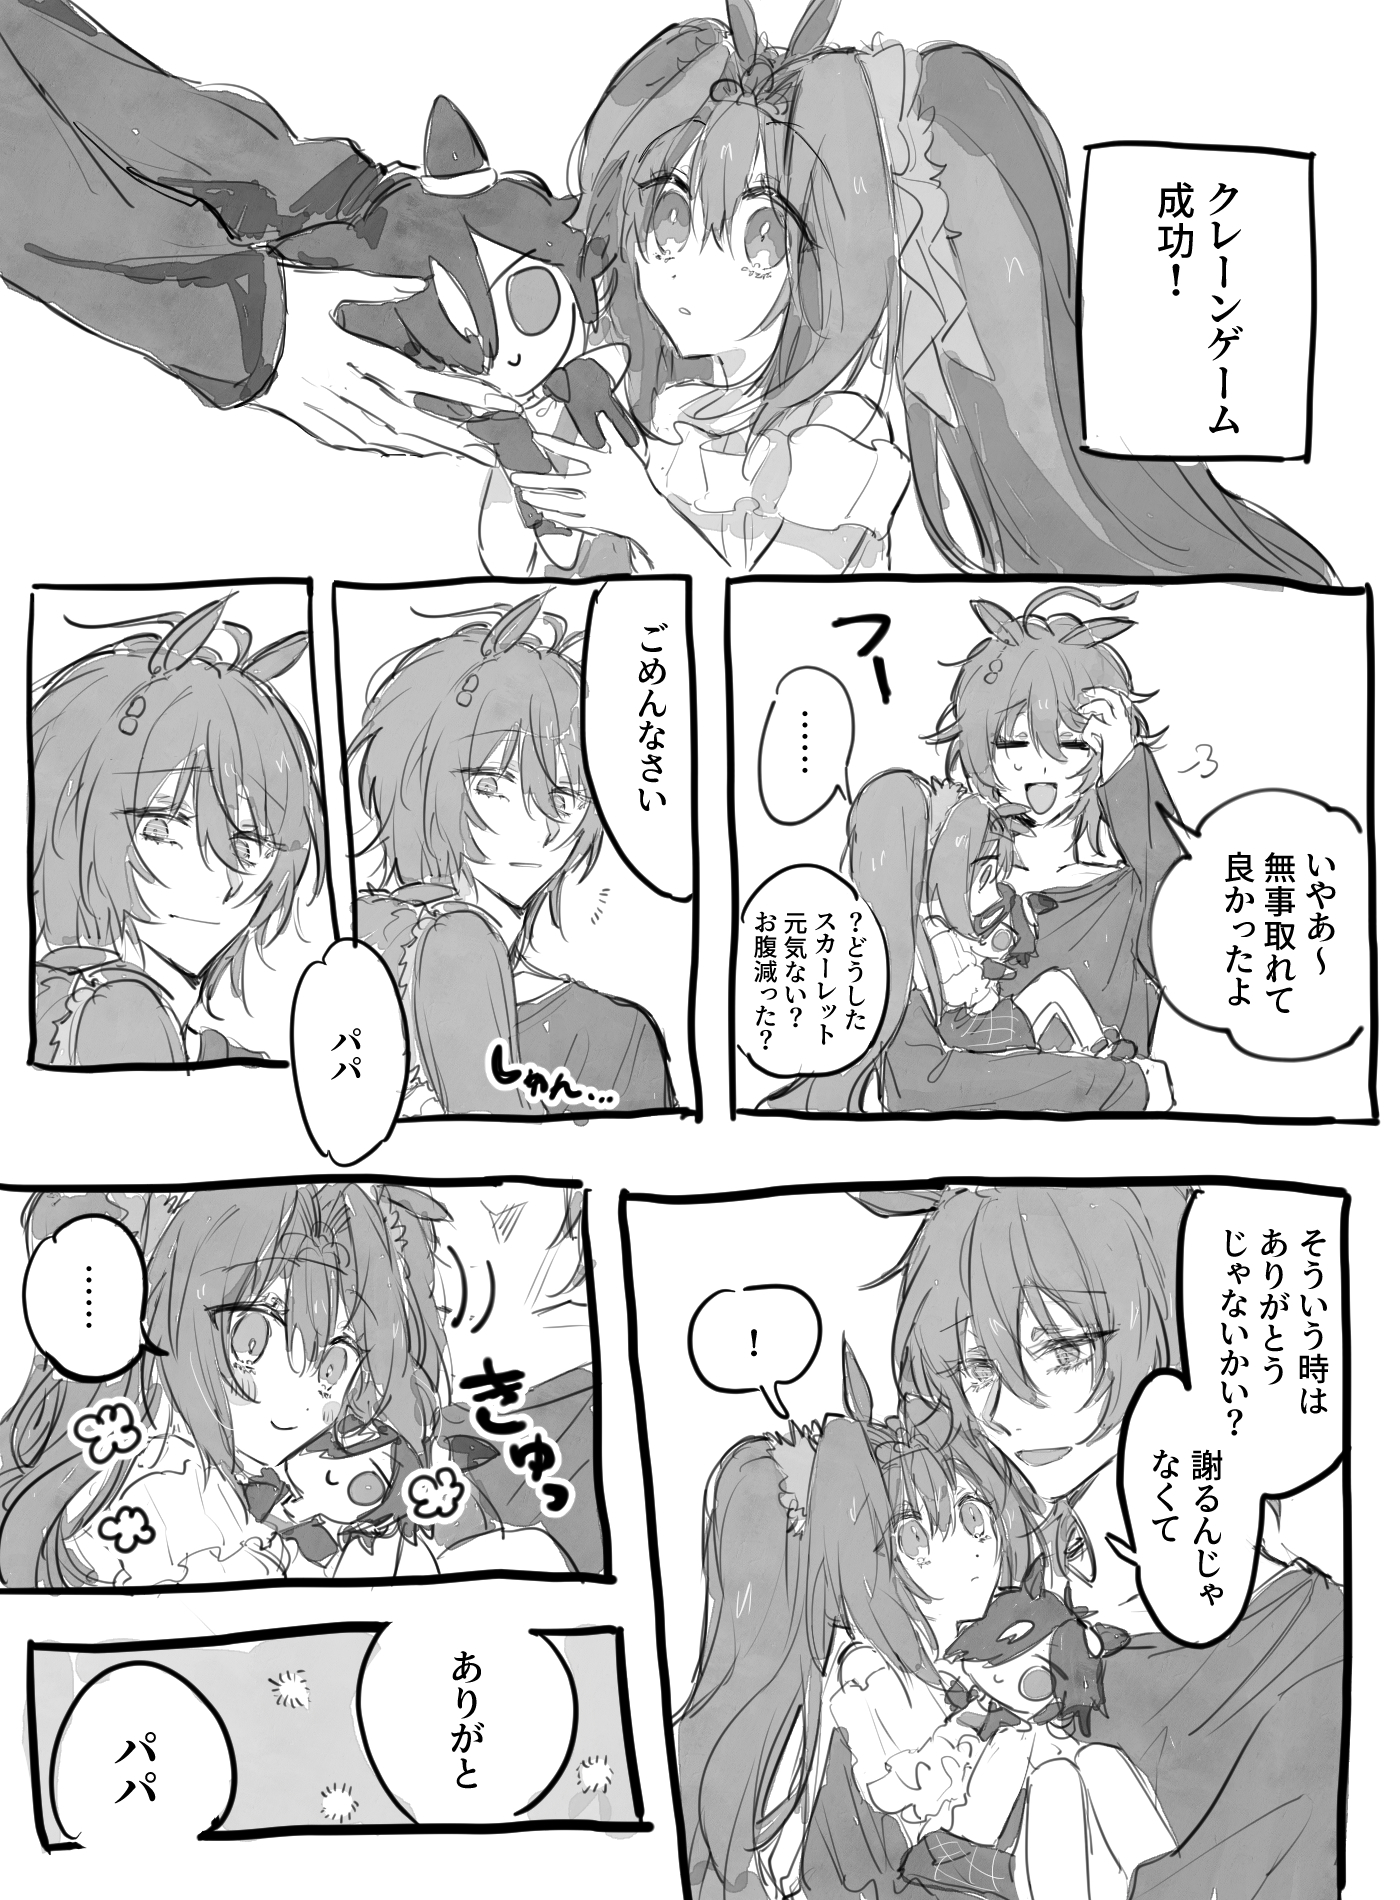 クレーンゲーム
成功！
いやあ〜
無事取れて
良かったよ
フー
……
？どうした
スカーレット
元気ない？
お腹減った？
ごめんなさい
しゅん…
パパ
そういう時は
ありがとう
じゃないかい？
謝るんじゃ
なくて
！
きゅっ
……
ありがと
パパ